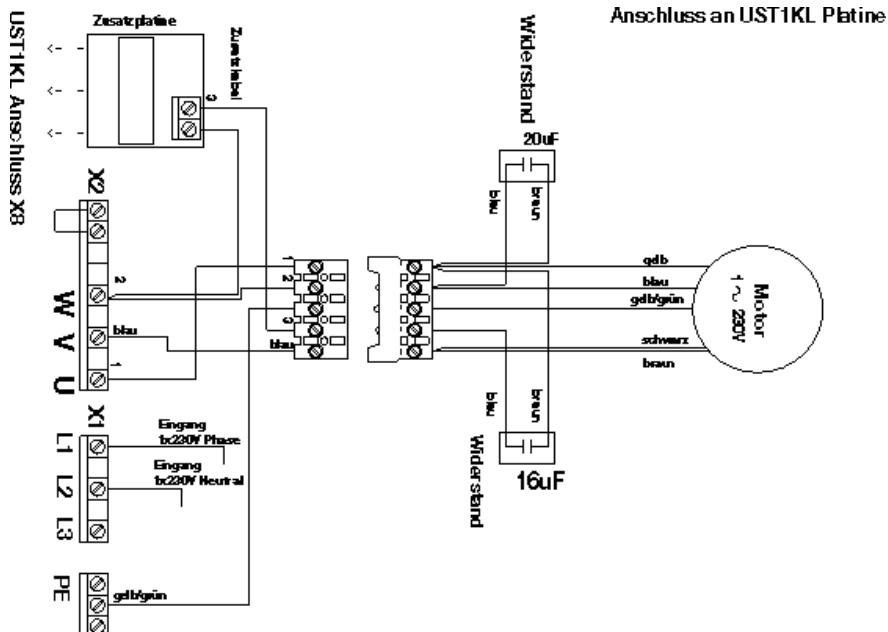 Anschluss an UST1KL Platine
Zusatzplatine
UST1KL Anschluss X8
Zusatzkabel
3
Widerstand
20uF
blau
braun
X2
2
W
V
U
blau
1
1
2
3
blau
gelb
blau
gelb/grün
schwarz
braun
Motor
1 ~ 230V
X1
L1
L2
L3
Eingang
1x230V Phase
Eingang
1x230V Neutral
blau
braun
16uF
Widerstand
PE
gelb/grün